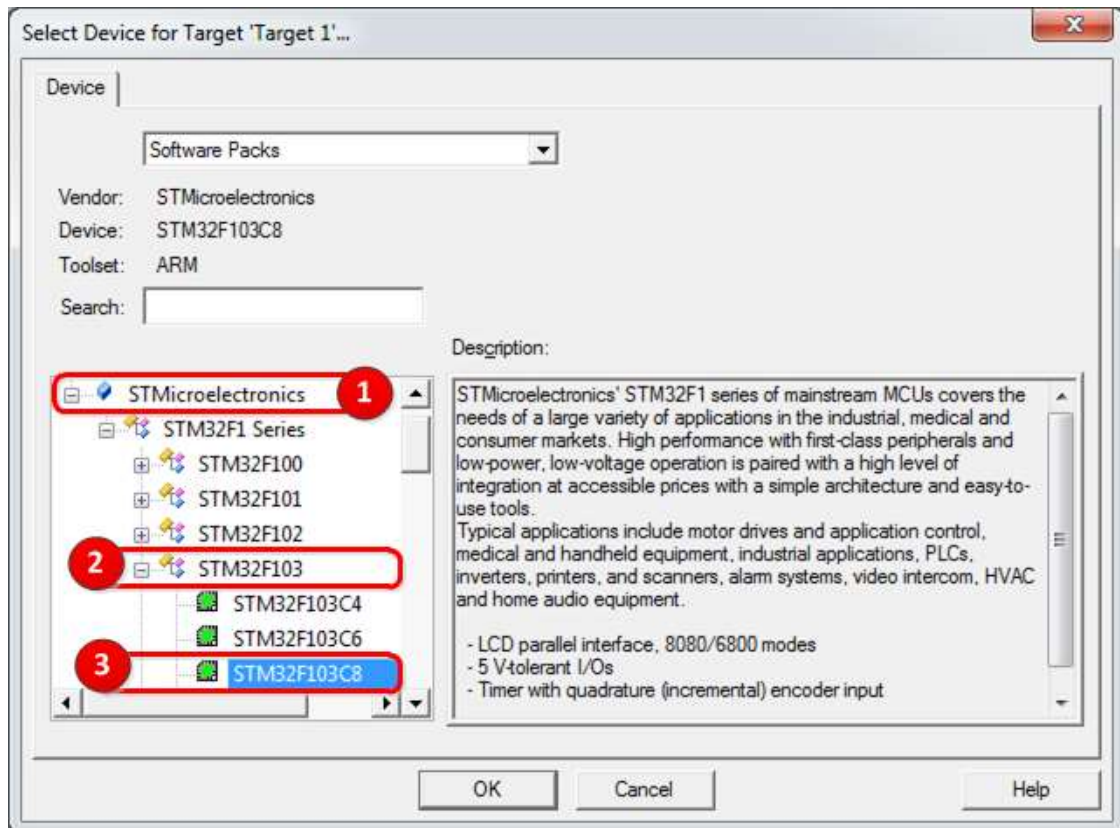 Select Device for Target 'Target 1'...
Device
Software Packs
Vendor: STMicroelectronics
Device: STM32F103C8
Toolset: ARM
Search:
Description:
STMicroelectronics 1
STM32F1 Series
STM32F100
STM32F101
STM32F102
2 STM32F103
STM32F103C4
STM32F103C6
3 STM32F103C8
STMicroelectronics' STM32F1 series of mainstream MCUs covers the
needs of a large variety of applications in the industrial, medical and
consumer markets. High performance with first-class peripherals and
low-power, low-voltage operation is paired with a high level of
integration at accessible prices with a simple architecture and easy-to-
use tools.
Typical applications include motor drives and application control,
medical and handheld equipment, industrial applications, PLCs,
inverters, printers, and scanners, alarm systems, video intercom, HVAC
and home audio equipment.
- LCD parallel interface, 8080/6800 modes
- 5 V-tolerant I/Os
- Timer with quadrature (incremental) encoder input
OK Cancel Help